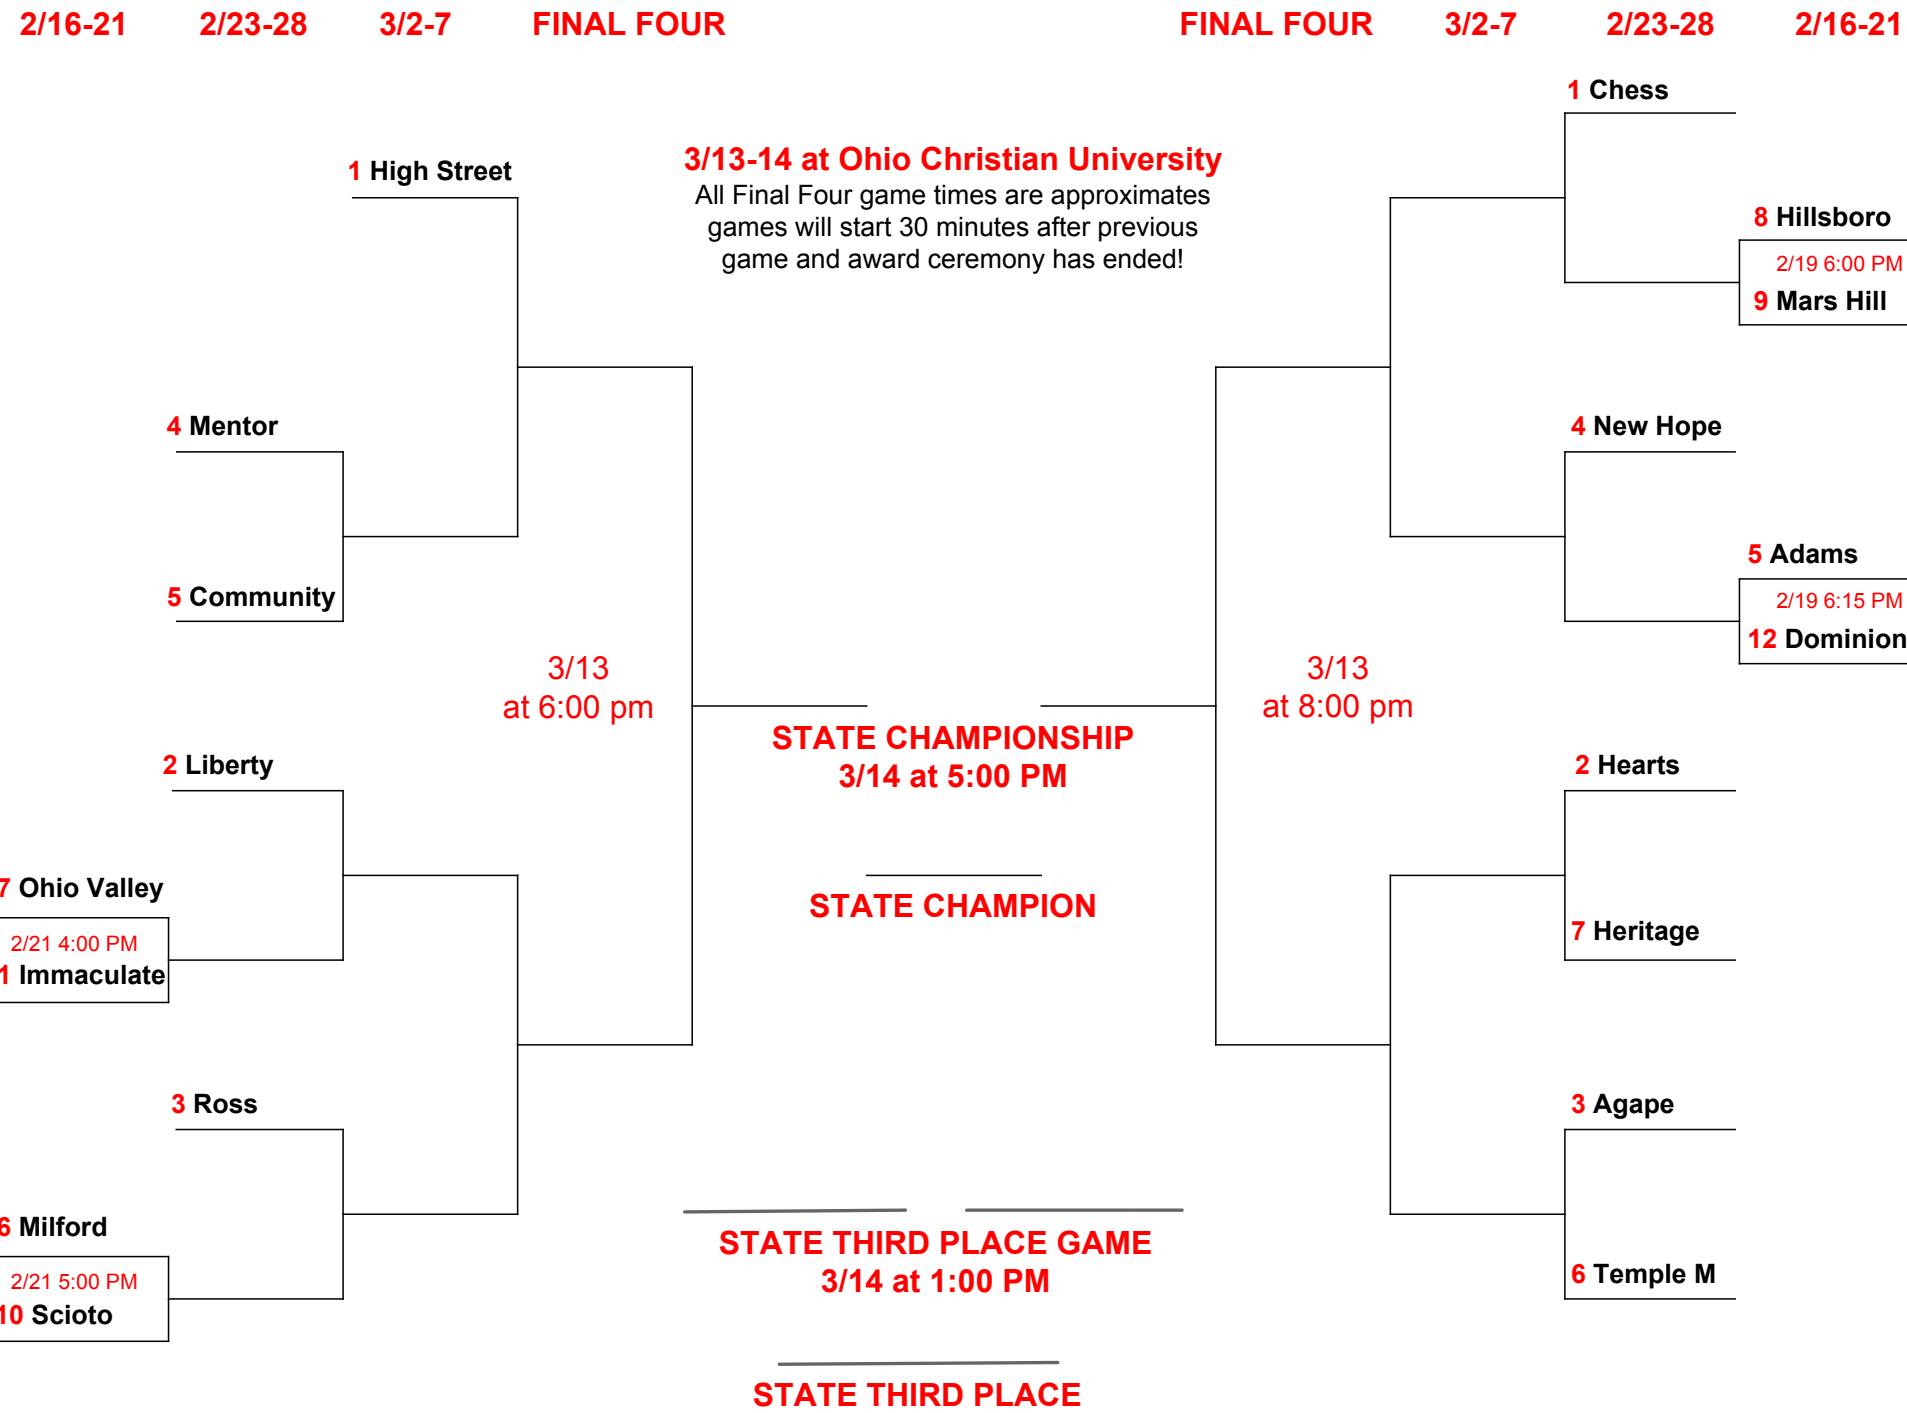 2/16-21 2/23-28 3/2-7 FINAL FOUR FINAL FOUR 3/2-7 2/23-28 2/16-21
1 Chess
3/13-14 at Ohio Christian University
1 High Street
All Final Four game times are approximates
games will start 30 minutes after previous
game and award ceremony has ended!
8 Hillsboro
2/19 6:00 PM
9 Mars Hill
4 Mentor
4 New Hope
5 Adams
5 Community
2/19 6:15 PM
12 Dominion
3/13
at 6:00 pm
3/13
at 8:00 pm
STATE CHAMPIONSHIP
3/14 at 5:00 PM
2 Liberty
2 Hearts
7 Ohio Valley
STATE CHAMPION
2/21 4:00 PM
1 Immaculate
7 Heritage
3 Ross
3 Agape
6 Milford
STATE THIRD PLACE GAME
3/14 at 1:00 PM
2/21 5:00 PM
10 Scioto
6 Temple M
STATE THIRD PLACE